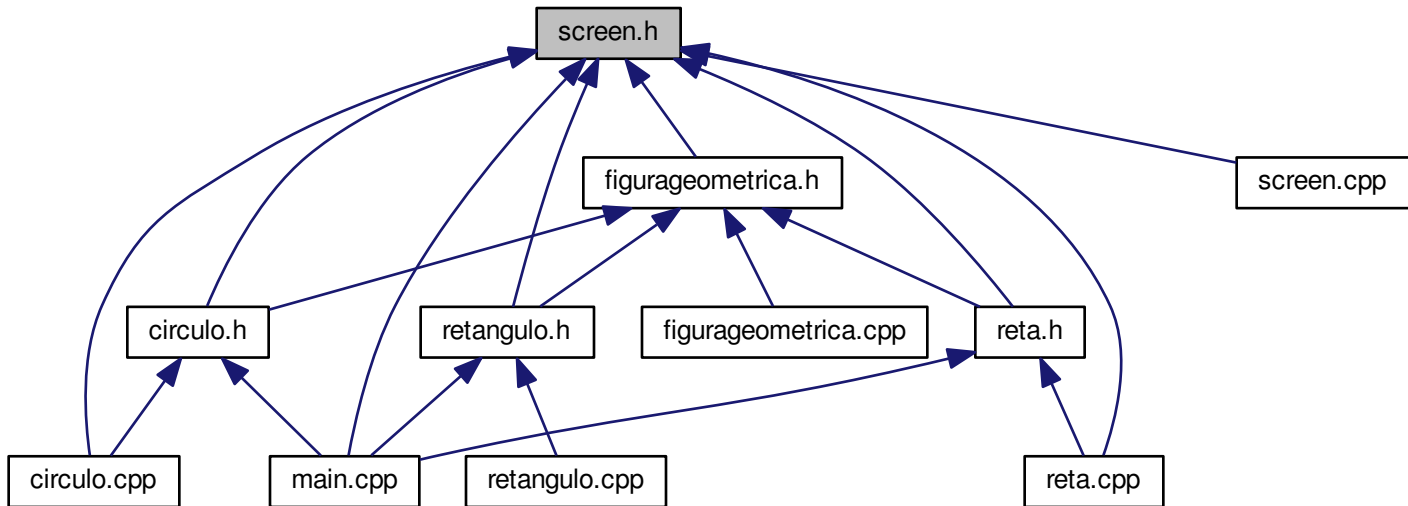 screen.h
figurageometrica.h
screen.cpp
circulo.h
retangulo.h
figurageometrica.cpp
reta.h
circulo.cpp
main.cpp
retangulo.cpp
reta.cpp